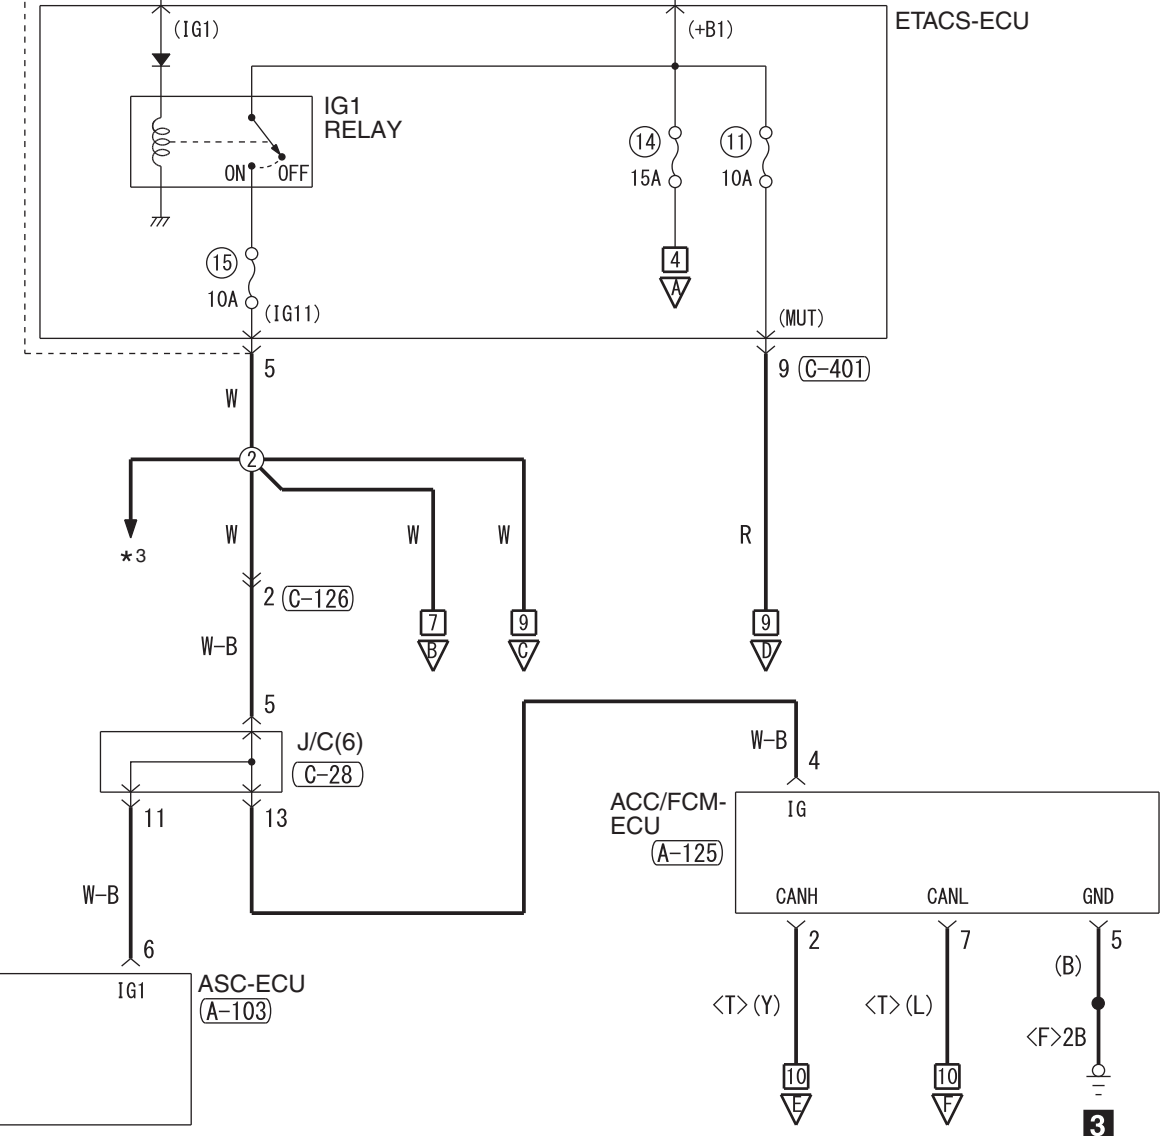 (IG1)
(+B1)
ETACS-ECU
IG1
RELAY
ON
OFF
14
15A
11
10A
15
10A
(IG11)
4
A
(MUT)
5
9
C-401
W
2
*3
W
W
W
R
2
C-126
7
B
9
C
9
D
W-B
5
J/C(6)
C-28
11
13
W-B
4
ACC/FCM-
ECU
A-125
IG
CANH
CANL
GND
W-B
6
2
7
5
(B)
ASC-ECU
A-103
IG1
<T>(Y)
<T>(L)
<F>2B
10
E
10
F
3